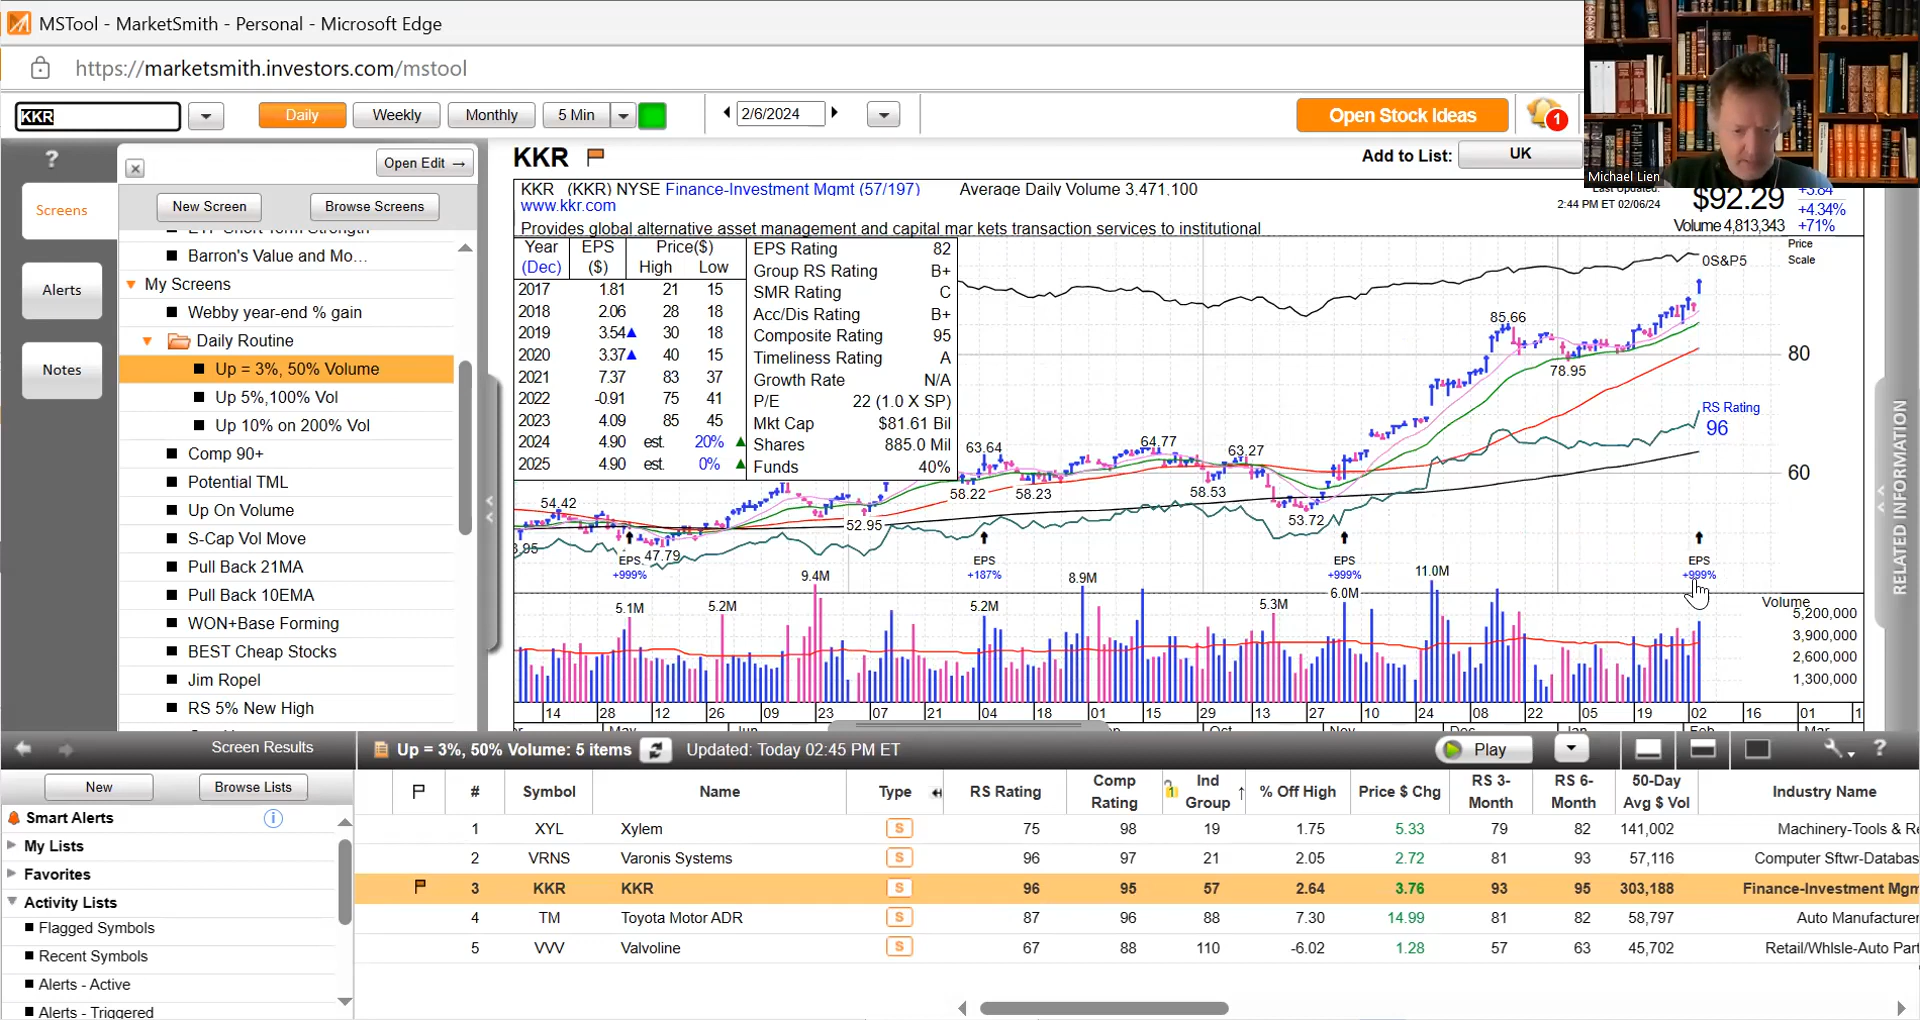 MSTool - MarketSmith - Personal - Microsoft Edge
https://marketsmith.investors.com/mstool
KKR
Daily
Weekly
Monthly
5 Min
2/6/2024
Open Stock Ideas
1
?
Open Edit →
Screens
New Screen
Browse Screens
Alerts
Notes
ETF Short Term Strength
Barron's Value and Mo…
My Screens
Webby year-end % gain
Daily Routine
Up = 3%, 50% Volume
Up 5%,100% Vol
Up 10% on 200% Vol
Comp 90+
Potential TML
Up On Volume
S-Cap Vol Move
Pull Back 21MA
Pull Back 10EMA
WON+Base Forming
BEST Cheap Stocks
Jim Ropel
RS 5% New High
KKR
Add to List:
UK
Michael Lien
KKR (KKR) NYSE Finance-Investment Mgmt (57/197) Average Daily Volume 3,471,100
www.kkr.com
Provides global alternative asset management and capital mar kets transaction services to institutional
Last Updated:
2:44 PM ET 02/06/24
$92.29
+3.84
+4.34%
Volume 4,813,343 +71%
Year EPS Price($)
(Dec) ($) High Low
2017 1.81 21 15
2018 2.06 28 18
2019 3.54 30 18
2020 3.37 40 15
2021 7.37 83 37
2022 -0.91 75 41
2023 4.09 85 45
2024 4.90 est. 20%
2025 4.90 est. 0%
EPS Rating 82
Group RS Rating B+
SMR Rating C
Acc/Dis Rating B+
Composite Rating 95
Timeliness Rating A
Growth Rate N/A
P/E 22 (1.0 X SP)
Mkt Cap $81.61 Bil
Shares 885.0 Mil
Funds 40%
Price
Scale
0S&P5
80
60
RS Rating
96
85.66
78.95
63.64
64.77
63.27
58.22
58.23
58.53
53.72
54.42
52.95
3.95
47.79
EPS
+999%
EPS
+187%
EPS
+999%
EPS
+999%
5.1M
5.2M
9.4M
5.2M
8.9M
5.3M
6.0M
11.0M
Volume
5,200,000
3,900,000
2,600,000
1,300,000
14 28 12 26 09 23 07 21 04 18 01 15 29 13 27 10 24 08 22 05 19 02 16 01 1
May Jun Oct Nov Dec Jan Feb Mar
RELATED INFORMATION
Screen Results
Up = 3%, 50% Volume: 5 items
Updated: Today 02:45 PM ET
Play
?
New
Browse Lists
Smart Alerts
i
My Lists
Favorites
Activity Lists
Flagged Symbols
Recent Symbols
Alerts - Active
Alerts - Triggered
# Symbol Name Type RS Rating Comp Rating 1 Ind Group ↑ % Off High Price $ Chg RS 3-Month RS 6-Month 50-Day Avg $ Vol Industry Name
1 XYL Xylem S 75 98 19 1.75 5.33 79 82 141,002 Machinery-Tools & Re
2 VRNS Varonis Systems S 96 97 21 2.05 2.72 81 93 57,116 Computer Sftwr-Databas
3 KKR KKR S 96 95 57 2.64 3.76 93 95 303,188 Finance-Investment Mgm
4 TM Toyota Motor ADR S 87 96 88 7.30 14.99 81 82 58,797 Auto Manufacturer
5 VVV Valvoline S 67 88 110 -6.02 1.28 57 63 45,702 Retail/Whlsle-Auto Part